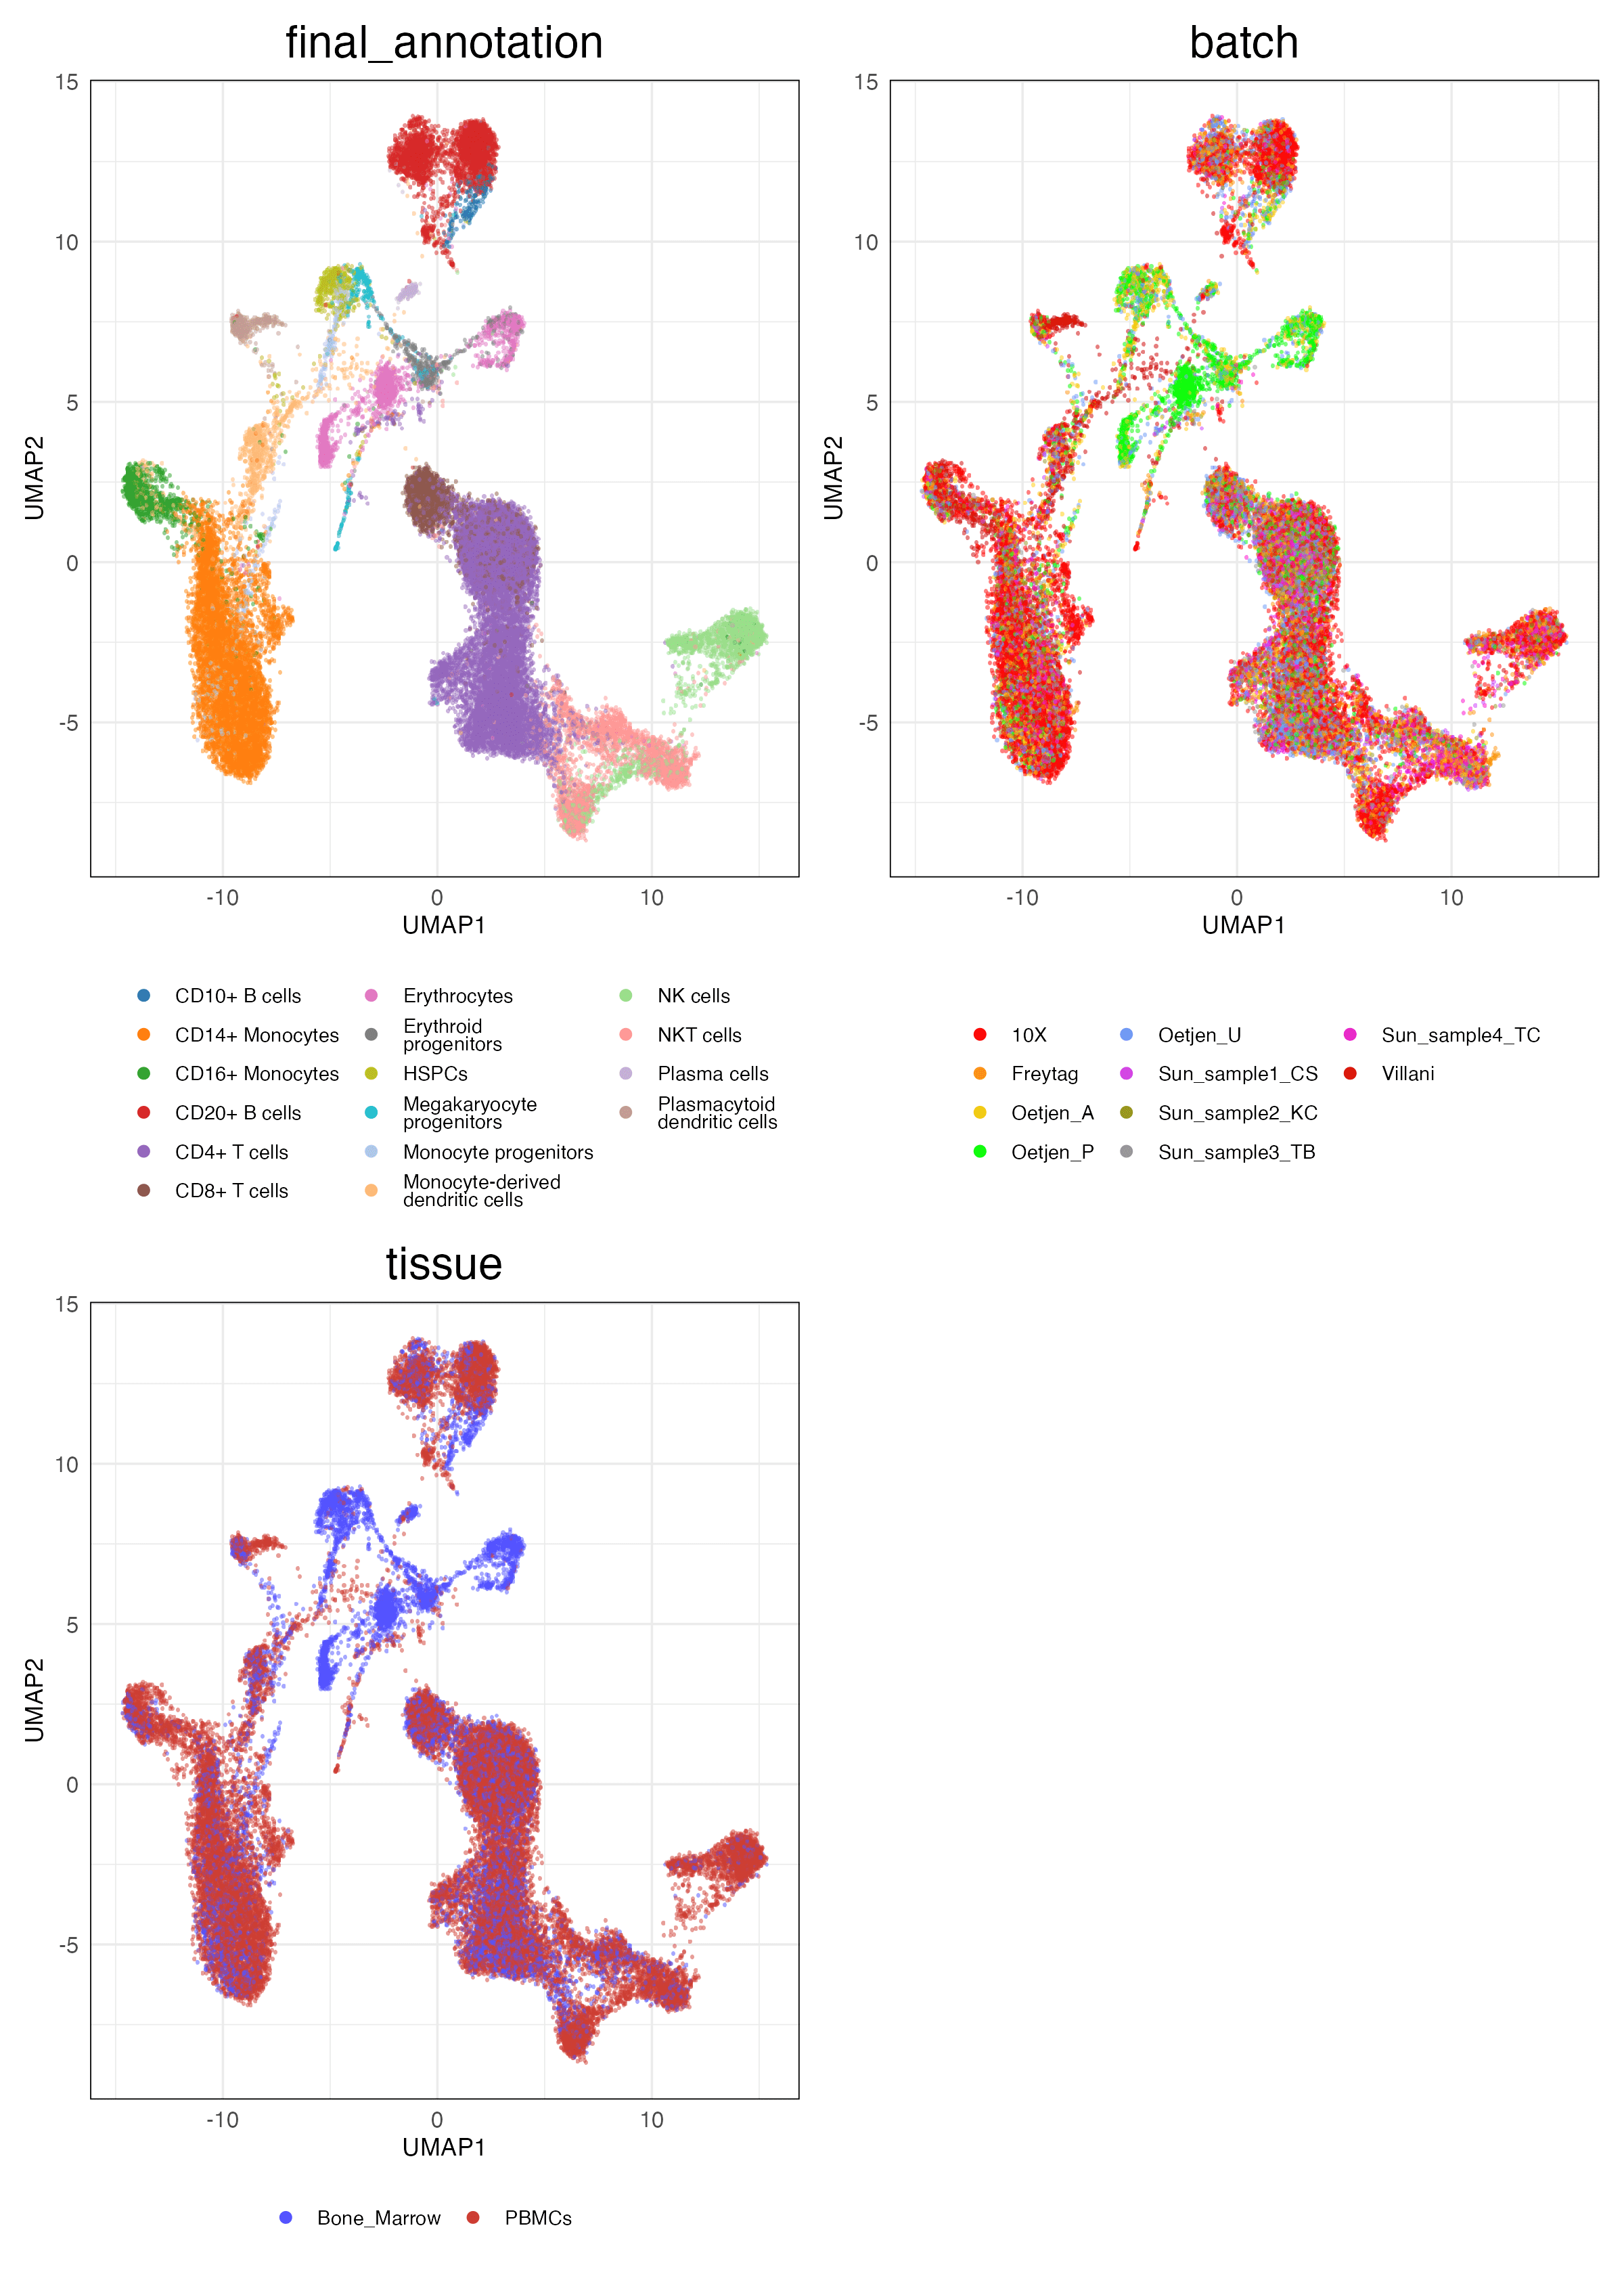 final_annotation
batch
15
10
5
0
-5
-10
0
10
UMAP1
UMAP2
15
10
5
0
-5
-10
0
10
UMAP1
UMAP2
CD10+ B cells
CD14+ Monocytes
CD16+ Monocytes
CD20+ B cells
CD4+ T cells
CD8+ T cells
Erythrocytes
Erythroid
progenitors
HSPCs
Megakaryocyte
progenitors
Monocyte progenitors
Monocyte-derived
dendritic cells
NK cells
NKT cells
Plasma cells
Plasmacytoid
dendritic cells
10X
Freytag
Oetjen_A
Oetjen_P
Oetjen_U
Sun_sample1_CS
Sun_sample2_KC
Sun_sample3_TB
Sun_sample4_TC
Villani
tissue
15
10
5
0
-5
-10
0
10
UMAP1
UMAP2
Bone_Marrow
PBMCs